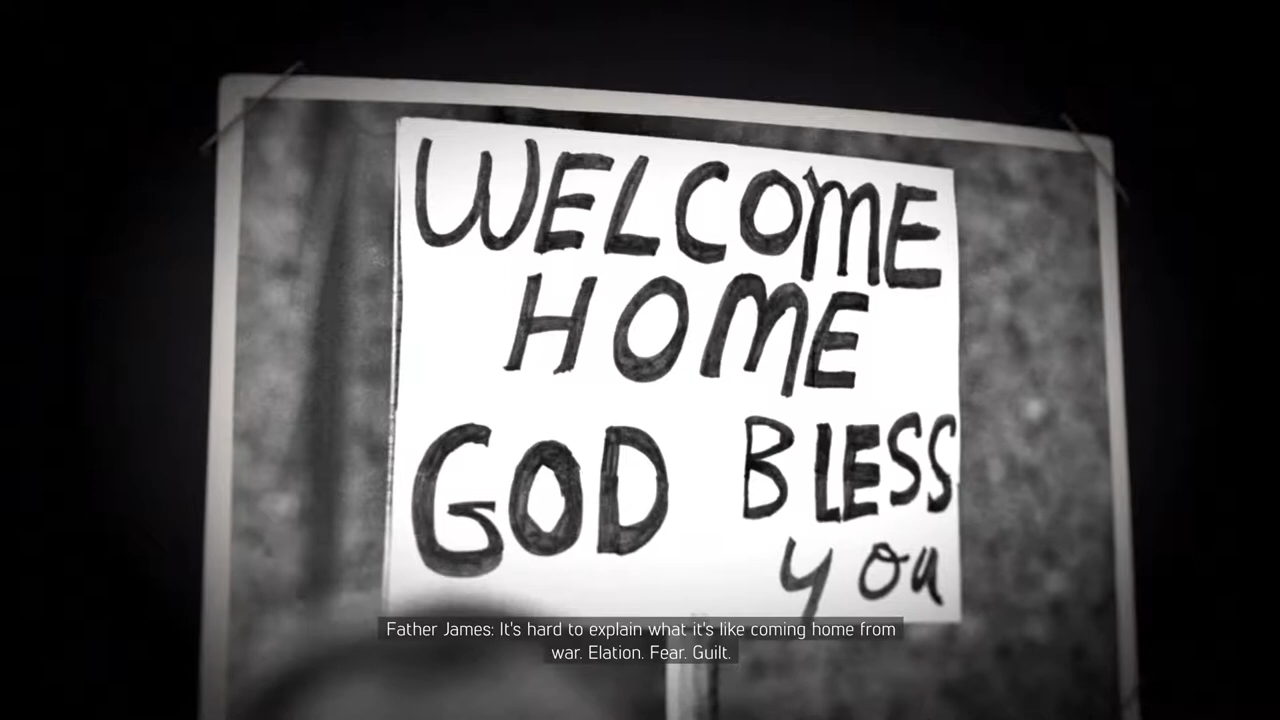 WELCOME
HOME
GOD BLESS
you
Father James: It's hard to explain what it's like coming home from
war. Elation. Fear. Guilt.